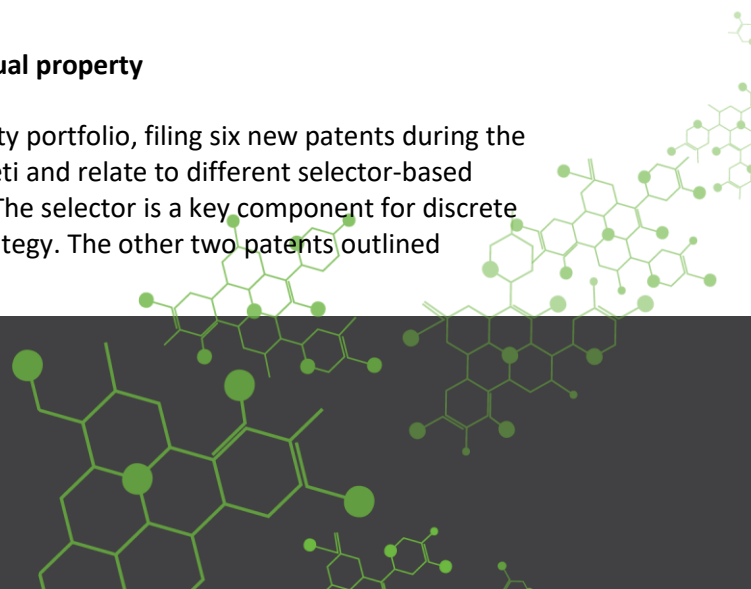 ual property
ty portfolio, filing six new patents during the
eti and relate to different selector-based
The selector is a key component for discrete
tegy. The other two patents outlined